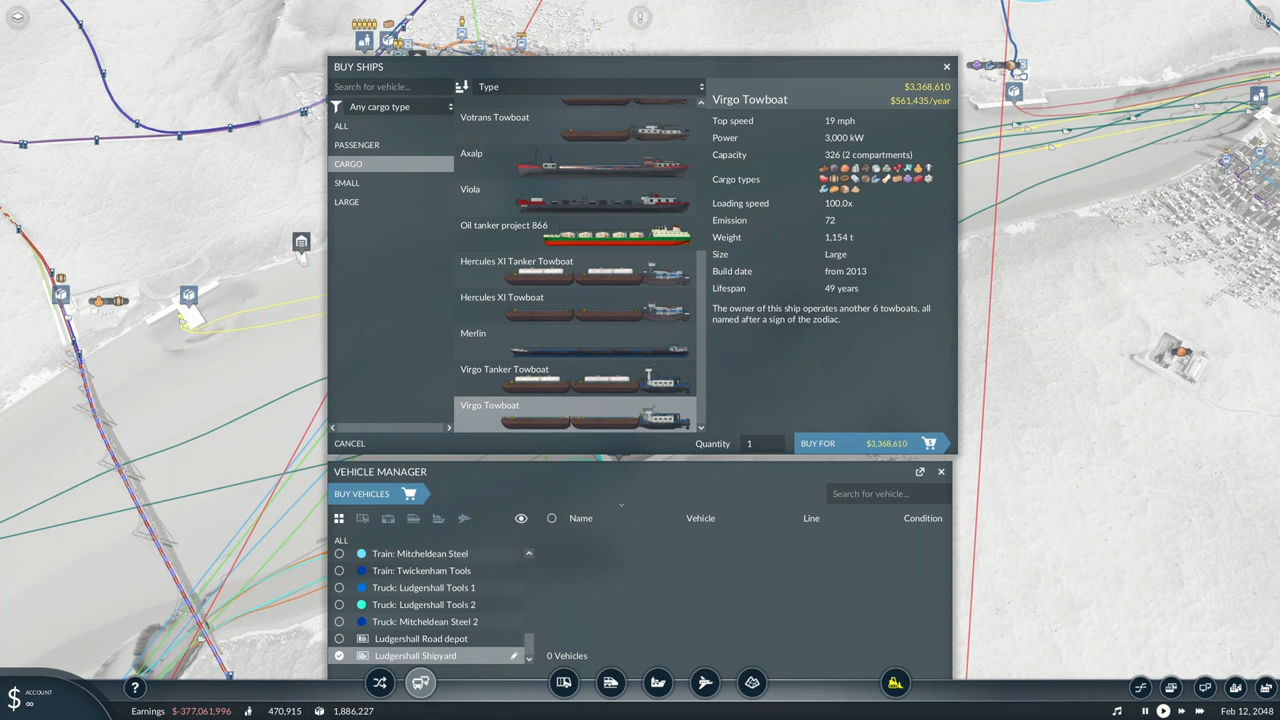 BUY SHIPS
Search for vehicle...
Type
Any cargo type
ALL
PASSENGER
CARGO
SMALL
LARGE
Votrans Towboat
Axalp
Viola
Oil tanker project 866
Hercules XI Tanker Towboat
Hercules XI Towboat
Merlin
Virgo Tanker Towboat
Virgo Towboat
$3,368,610
Virgo Towboat
$561,435/year
Top speed 19 mph
Power 3,000 kW
Capacity 326 (2 compartments)
Cargo types
Loading speed 100.0x
Emission 72
Weight 1,154 t
Size Large
Build date from 2013
Lifespan 49 years
The owner of this ship operates another 6 towboats, all
named after a sign of the zodiac.
CANCEL
Quantity 1
BUY FOR $3,368,610
VEHICLE MANAGER
BUY VEHICLES
Search for vehicle...
Name Vehicle Line Condition
ALL
Train: Mitcheldean Steel
Train: Twickenham Tools
Truck: Ludgershall Tools 1
Truck: Ludgershall Tools 2
Truck: Mitcheldean Steel 2
Ludgershall Road depot
Ludgershall Shipyard
0 Vehicles
$ ACCOUNT
∞
?
Earnings $-377,061,996 470,915 1,886,227
Feb 12, 2048